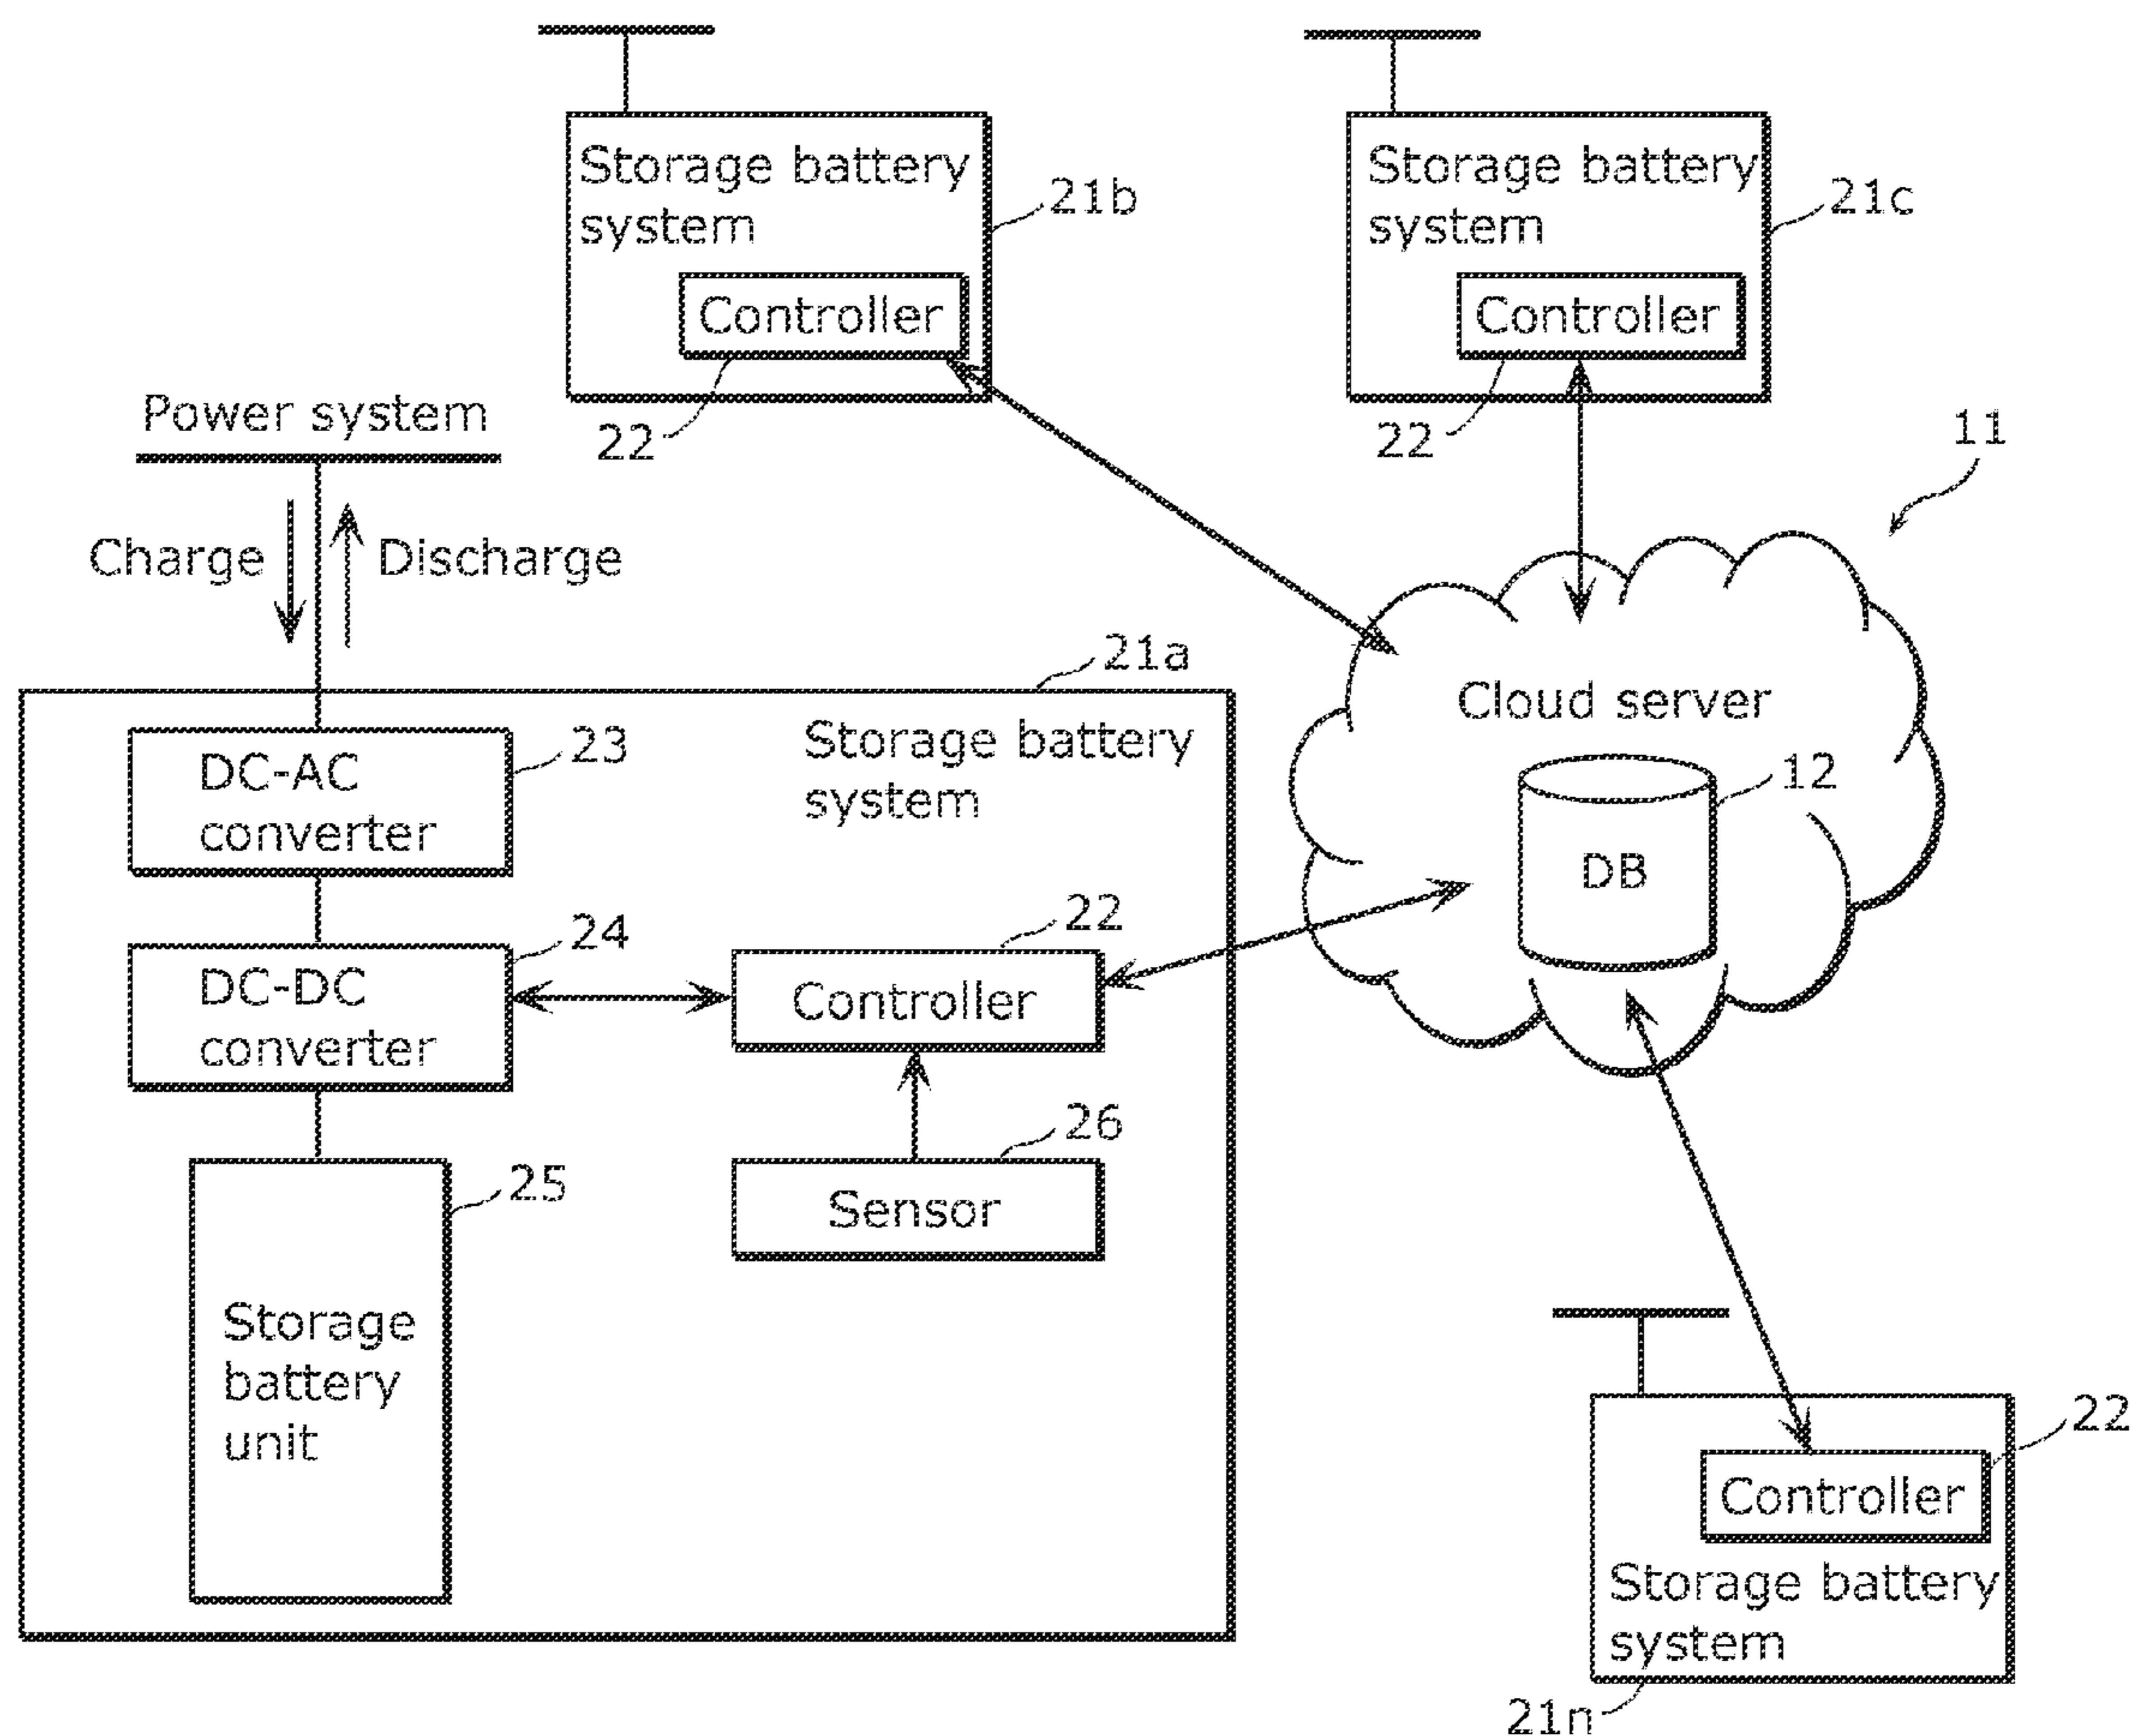 Storage battery
system
21b
Controller
22
Storage battery
system
21c
Controller
22
Power system
Charge
Discharge
11
Cloud server
12
DB
21a
Storage battery
system
23
DC-AC
converter
24
DC-DC
converter
22
Controller
26
Sensor
25
Storage
battery
unit
22
Controller
Storage battery
system
21n